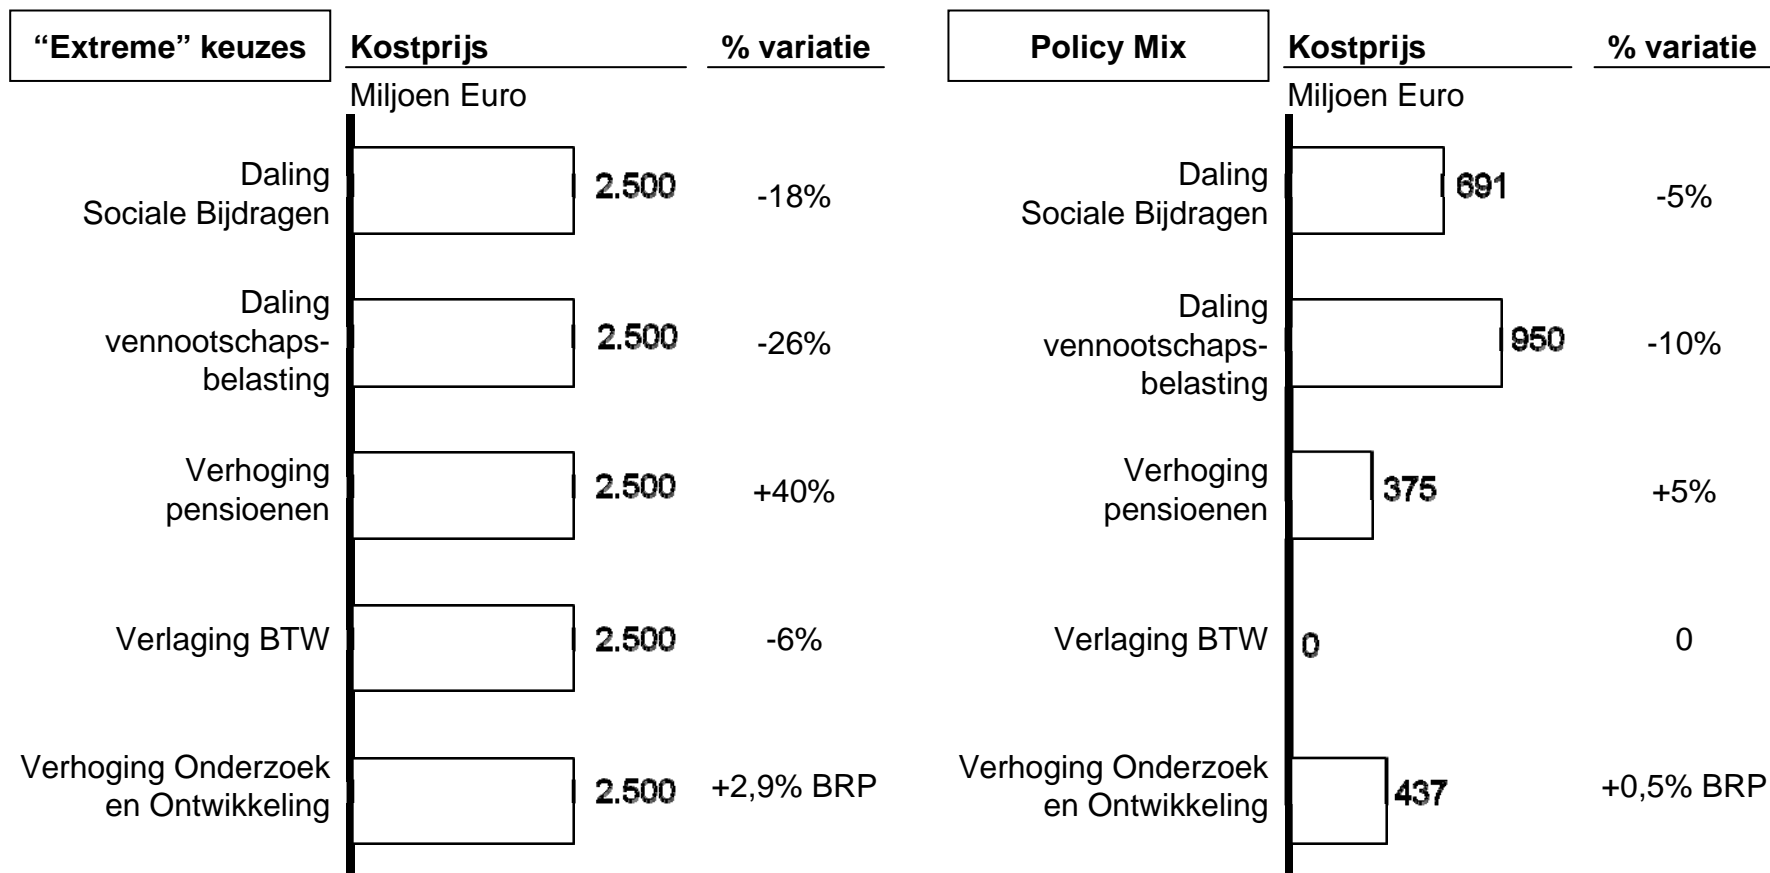 “Extreme” keuzes
Kostprijs
% variatie
Miljoen Euro
Daling
Sociale Bijdragen
2.500
-18%
Daling
vennootschaps-
belasting
2.500
-26%
Verhoging
pensioenen
2.500
+40%
Verlaging BTW
2.500
-6%
Verhoging Onderzoek
en Ontwikkeling
2.500
+2,9% BRP
Policy Mix
Kostprijs
% variatie
Miljoen Euro
Daling
Sociale Bijdragen
691
-5%
Daling
vennootschaps-
belasting
950
-10%
Verhoging
pensioenen
375
+5%
Verlaging BTW
0
0
Verhoging Onderzoek
en Ontwikkeling
437
+0,5% BRP